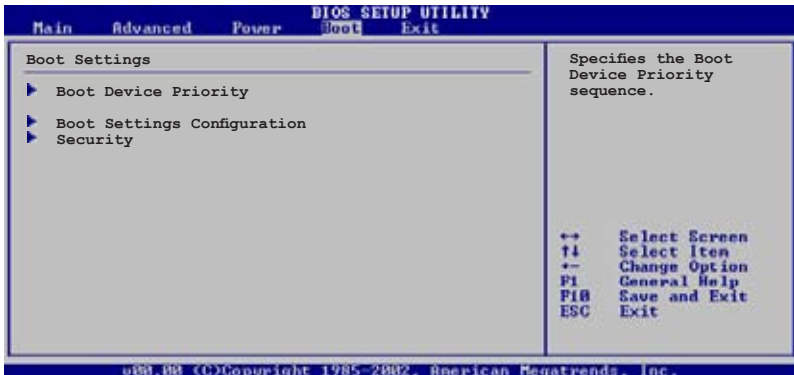 BIOS SETUP UTILITY
Main Advanced Power Boot Exit
Boot Settings
Boot Device Priority
Boot Settings Configuration
Security
Specifies the Boot
Device Priority
sequence.
↔ Select Screen
↑↓ Select Item
+- Change Option
F1 General Help
F10 Save and Exit
ESC Exit
v00.00 (C)Copyright 1985-2002, American Megatrends, Inc.